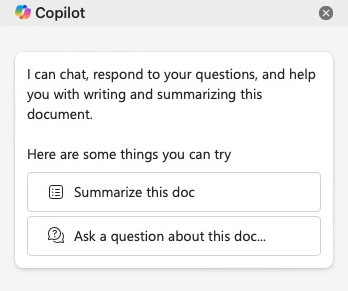 Copilot
I can chat, respond to your questions, and help
you with writing and summarizing this
document.
Here are some things you can try
Summarize this doc
Ask a question about this doc...